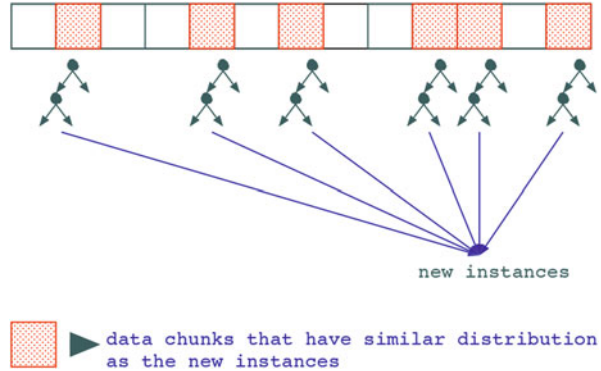 new instances
data chunks that have similar distribution
as the new instances